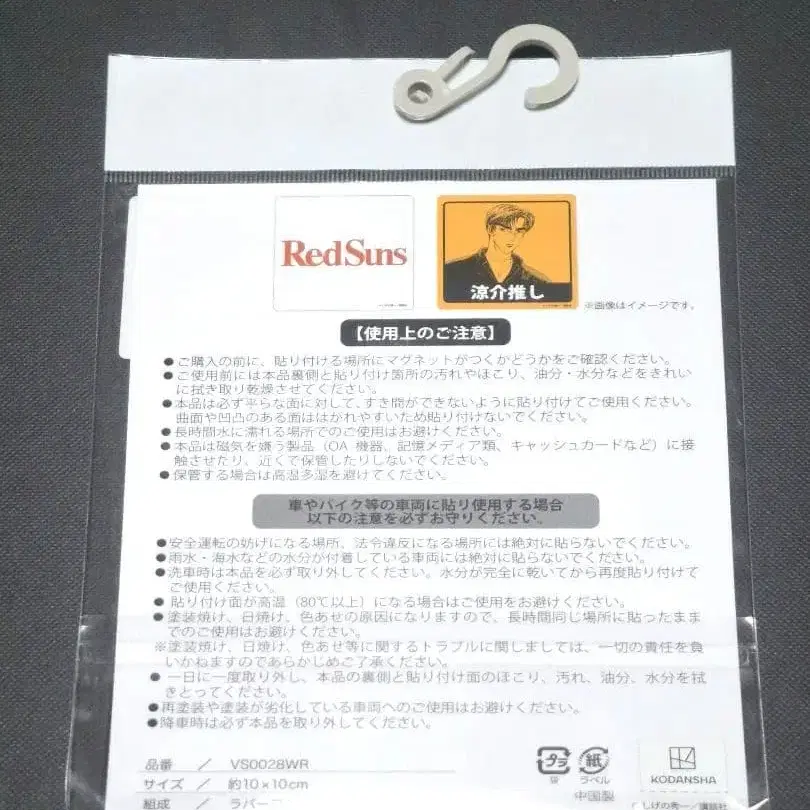 RedSuns
涼介推し
※画像はイメージです。
【使用上のご注意】
●ご購入の前に、貼り付ける場所にマグネットがつくかどうかをご確認ください。
●ご使用前には本品裏側と貼り付け箇所の汚れやほこり、油分・水分などをきれい
に拭き取り乾燥させてください。
●本品は必ず平らな面に対して、すき間ができないように貼り付けてご使用ください。
曲面や凹凸のある面ははがれやすいため貼り付けないでください。
●長時間水に濡れる場所でのご使用はお避けください。
●本品は磁気を嫌う製品（OA 機器、記憶メディア類、キャッシュカードなど）に接
触させたり、近くで保管したりしないでください。
●保管する場合は高温多湿を避けてください。
車やバイク等の車両に貼り使用する場合
以下の注意を必ずお守りください。
●安全運転の妨げになる場所、法令違反になる場所には絶対に貼らないでください。
●雨水・海水などの水分が付着している車両には絶対に貼らないでください。
●洗車時は本品を必ず取り外してください。水分が完全に乾いてから再度貼り付けて
ご使用ください。
●貼り付け面が高温（80℃以上）になる場合はご使用をお避けください。
●塗装焼け、日焼け、色あせの原因になりますので、長時間同じ場所に貼ったまま
でのご使用はお避けください。
※塗装焼け、日焼け、色あせ等に関するトラブルに関しましては、一切の責任を負
いかねますのであらかじめご了承ください。
●一日に一度取り外し、本品の裏側と貼り付け面のほこり、汚れ、油分、水分を拭
きとってください。
●再塗装や塗装が劣化している車両へのご使用はお避けください。
●降車時は必ず本品を取り外してください。
品番 ／ VS0028WR
サイズ ／ 約10×10cm
組成 ／ ラバー
プラ
袋
紙
ラベル
中国製
KODANSHA
しげの秀一／講談社